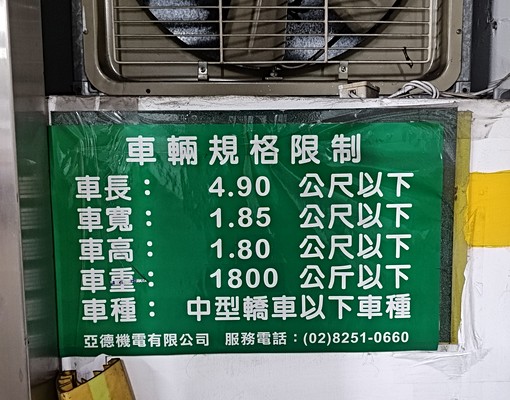 車輛規格限制
車長： 4.90 公尺以下
車寬： 1.85 公尺以下
車高： 1.80 公尺以下
車重： 1800 公斤以下
車種： 中型轎車以下車種
亞德機電有限公司 服務電話：(02)8251-0660